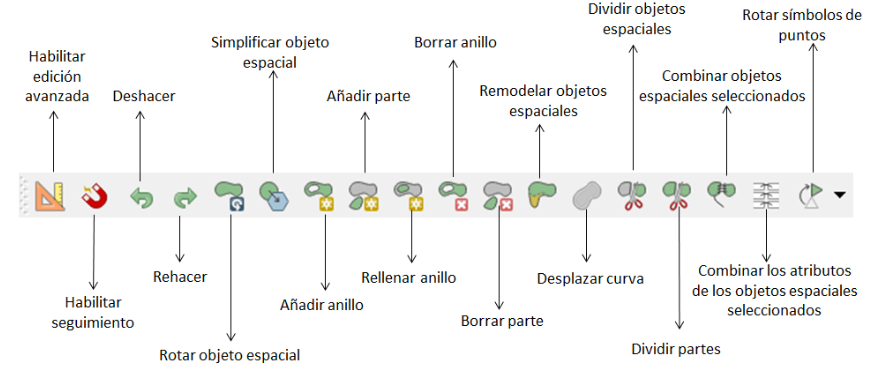 Habilitar
edición
avanzada
Deshacer
Simplificar objeto
espacial
Añadir parte
Borrar anillo
Remodelar objetos
espaciales
Dividir objetos
espaciales
Combinar objetos
espaciales seleccionados
Rotar símbolos de
puntos
Habilitar
seguimiento
Rehacer
Rotar objeto espacial
Añadir anillo
Rellenar anillo
Borrar parte
Desplazar curva
Dividir partes
Combinar los atributos
de los objetos espaciales
seleccionados